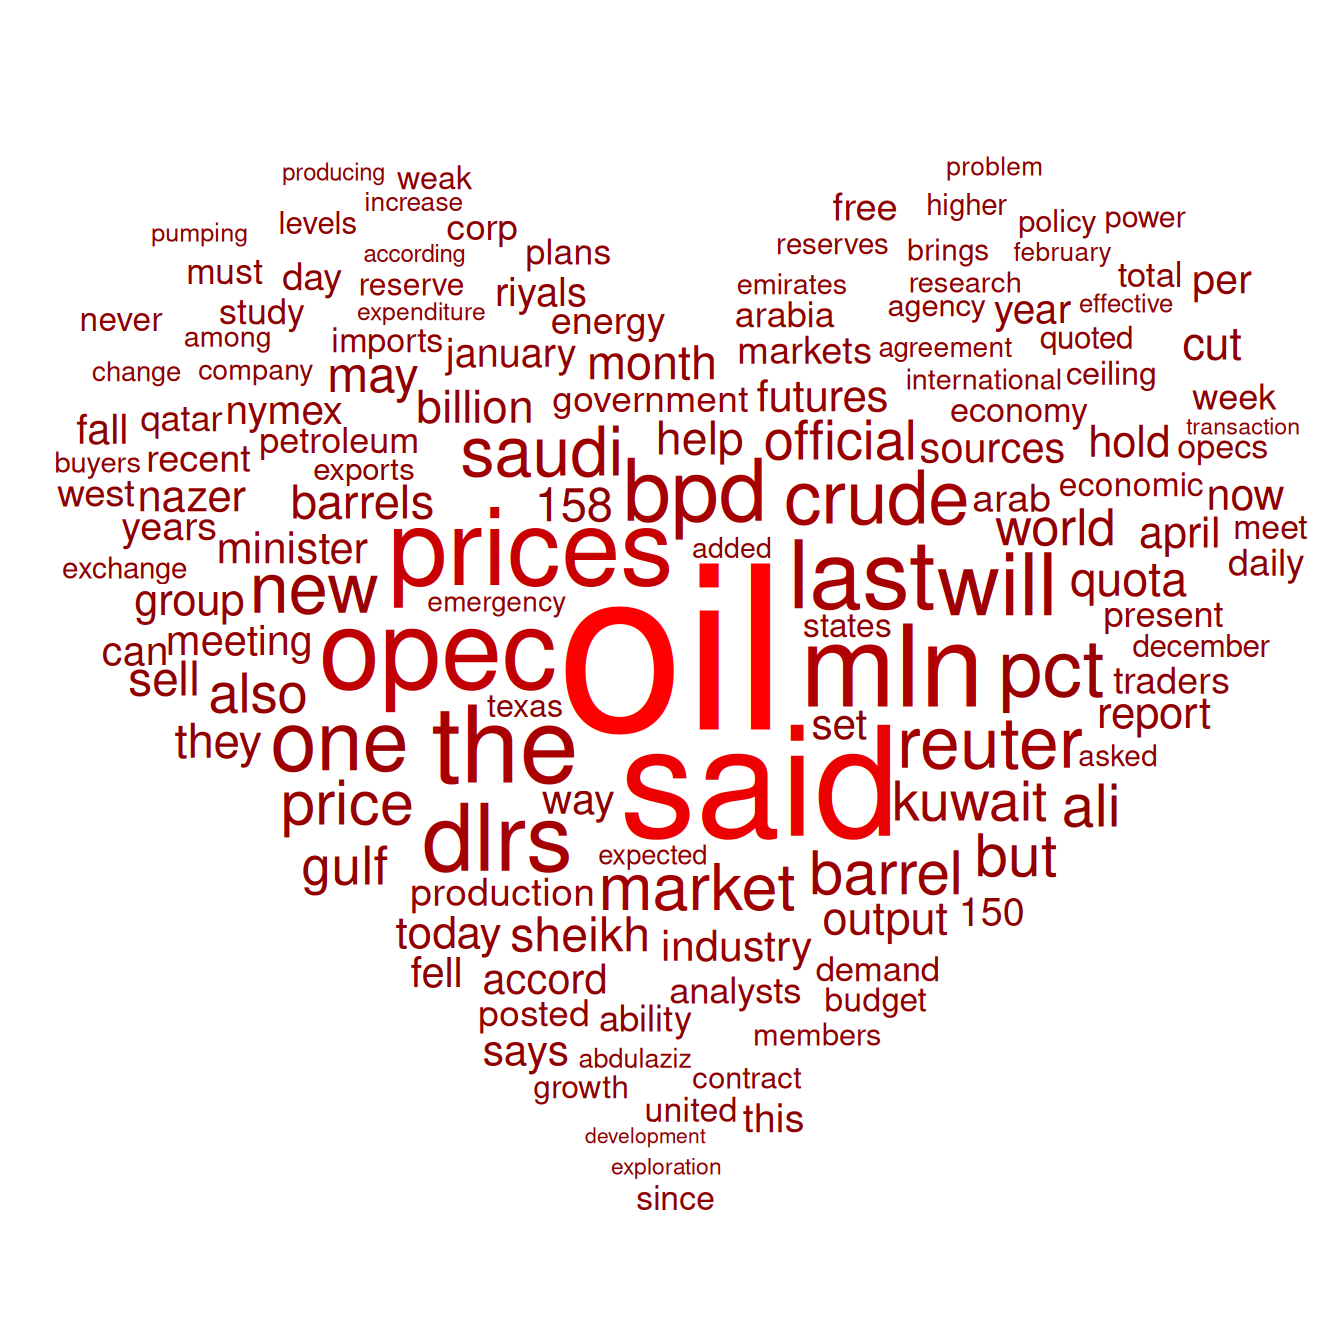 problem
producing weak
increase free higher
levels corp policy power
pumping according plans reserves brings february
must day reserve riyals emirates research total per
never study expenditure energy arabia agency year effective
among imports january month markets agreement quoted cut
change company may international ceiling
fall qatar nymex billion government futures economy week
petroleum saudi help official sources hold transaction
buyers recent exports opecs
west nazer barrels 158 bpd crude arab economic now
years minister prices added world april meet
exchange new emergency last will quota daily
group states present
can meeting opec oil mln pct december
sell also texas traders
they one the said set reuter report
asked
price way kuwait ali
gulf dlrs expected barrel but
production market output 150
today sheikh industry
fell accord analysts demand
posted ability budget
says abdulaziz members
growth contract
united this
development
exploration
since